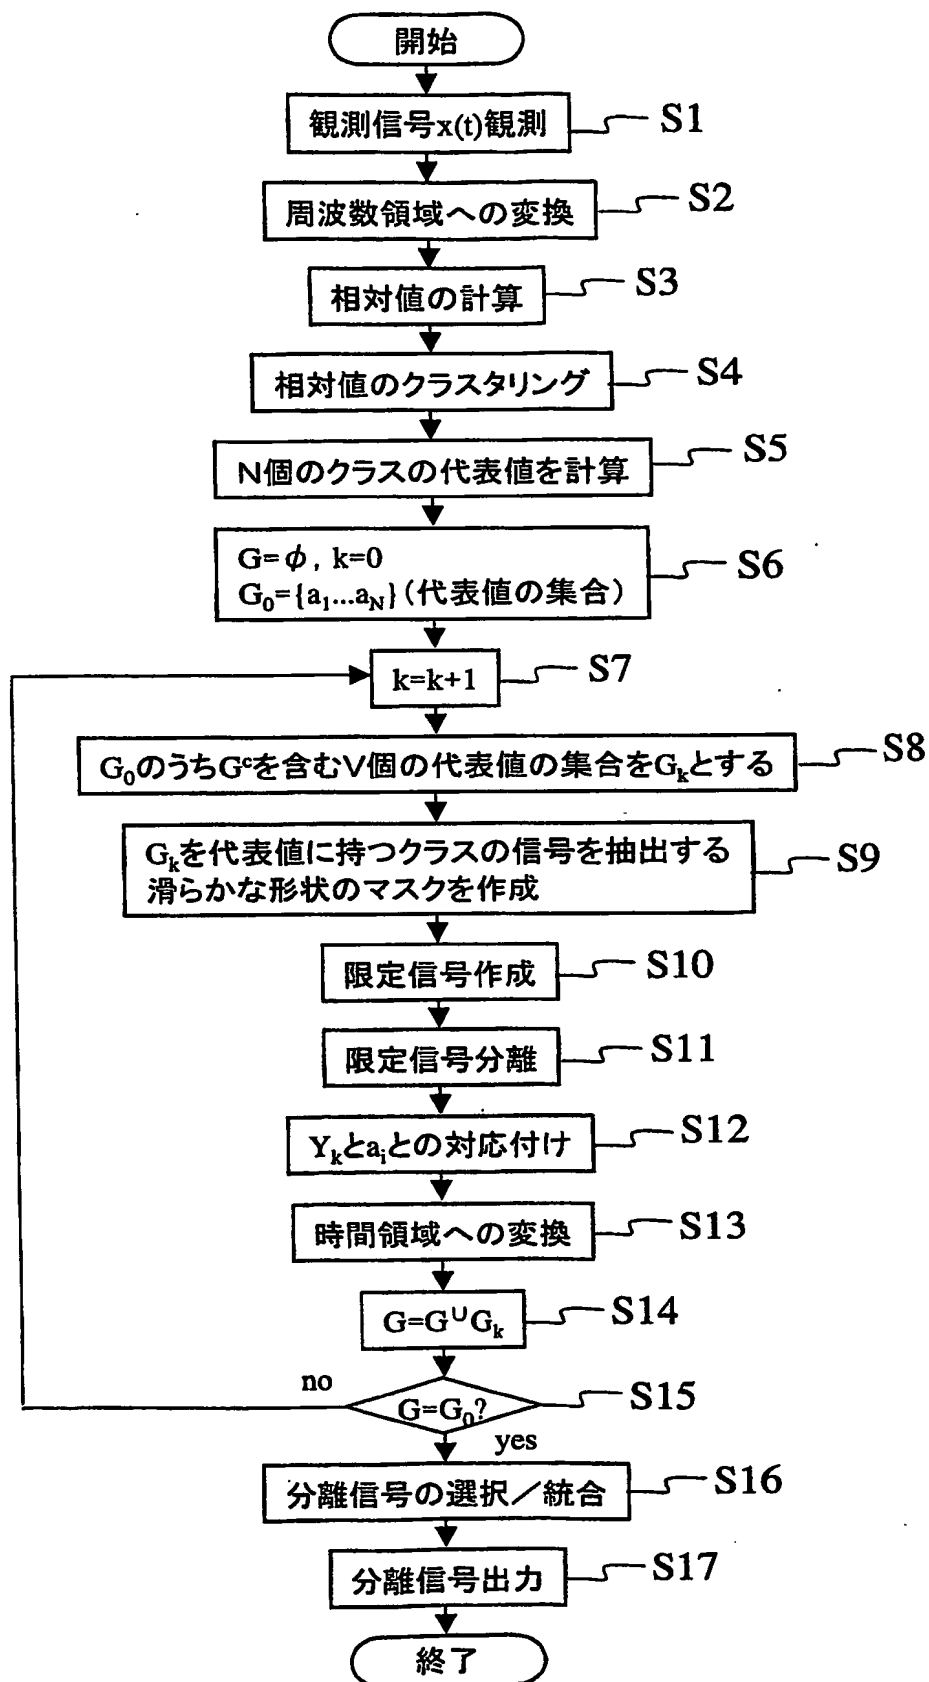 開始
観測信号x(t)観測
S1
周波数領域への変換
S2
相対値の計算
S3
相対値のクラスタリング
S4
N個のクラスの代表値を計算
S5
G=ϕ, k=0
G₀={a₁...a_N}(代表値の集合)
S6
k=k+1
S7
G₀のうちGᶜを含むV個の代表値の集合をGₖとする
S8
Gₖを代表値に持つクラスの信号を抽出する
滑らかな形状のマスクを作成
S9
限定信号作成
S10
限定信号分離
S11
Yₖとaᵢとの対応付け
S12
時間領域への変換
S13
G=G∪Gₖ
S14
no
G=G₀?
S15
yes
分離信号の選択/統合
S16
分離信号出力
S17
終了